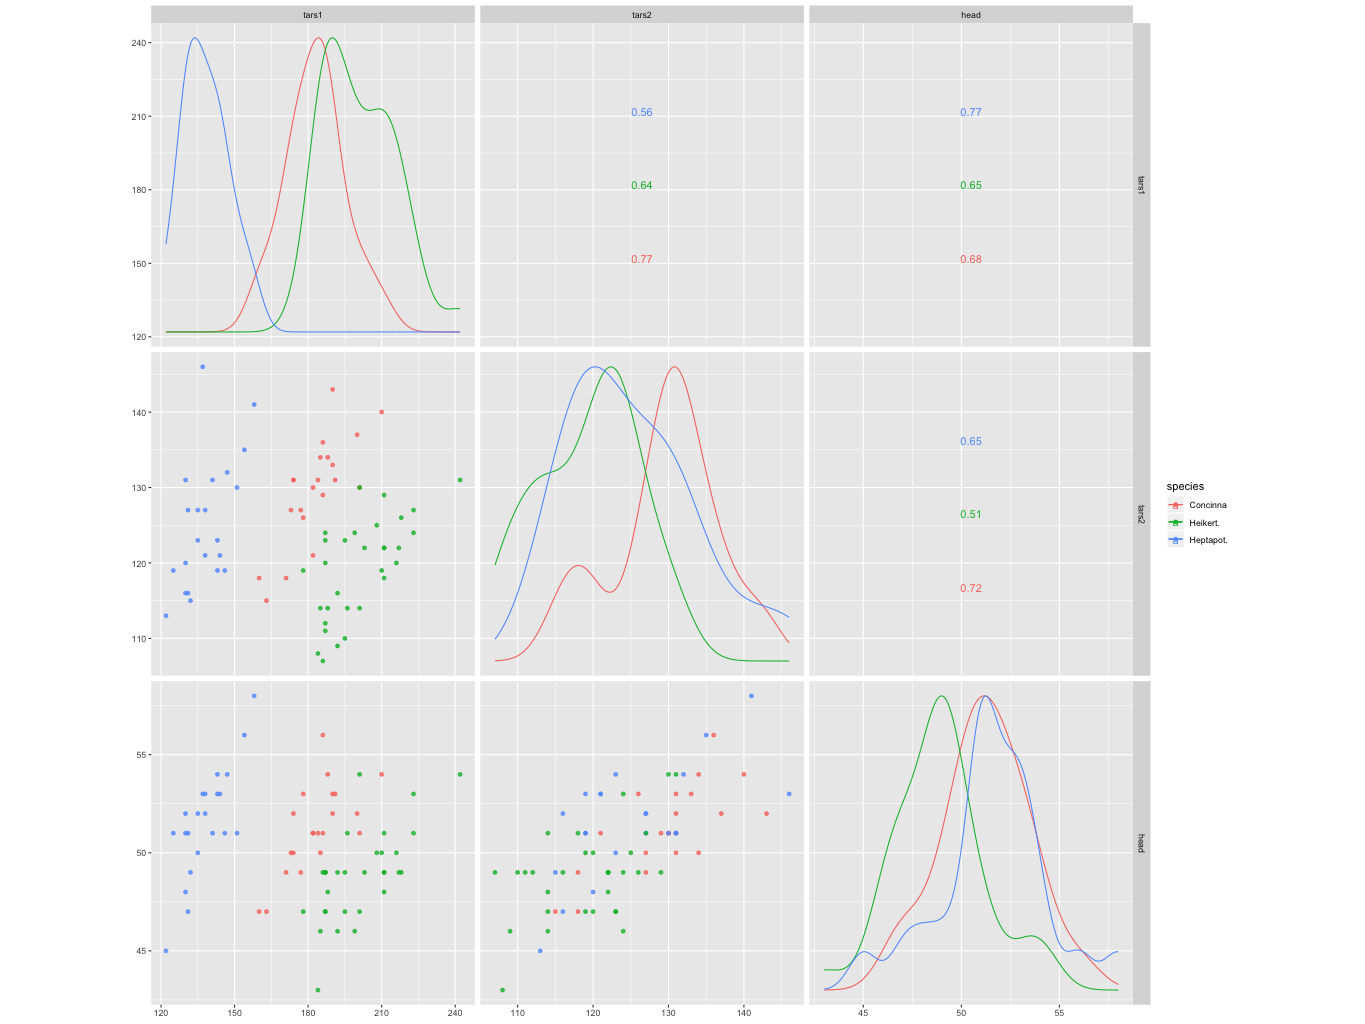 tars1 tars2 head
240
210
180
150
120
0.56 0.77
0.64 0.65
0.77 0.68
tars1
140
130
120
110
0.65
0.51
0.72
tars2
species
Concinna
Heikert.
Heptapot.
55
50
45
head
120 150 180 210 240 110 120 130 140 45 50 55